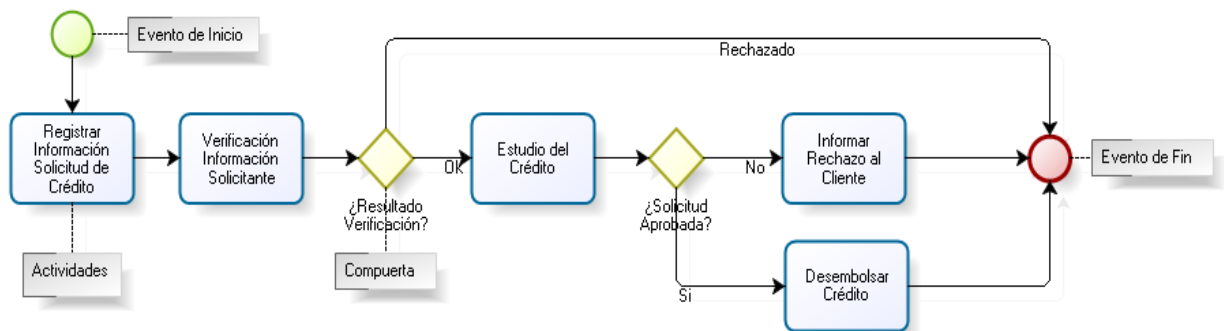 Evento de Inicio
Rechazado
Registrar
Información
Solicitud de
Crédito
Verificación
Información
Solicitante
¿Resultado
Verificación?
OK
Estudio del
Crédito
¿Solicitud
Aprobada?
No
Informar
Rechazo al
Cliente
Evento de Fin
Actividades
Compuerta
Si
Desembolsar
Crédito